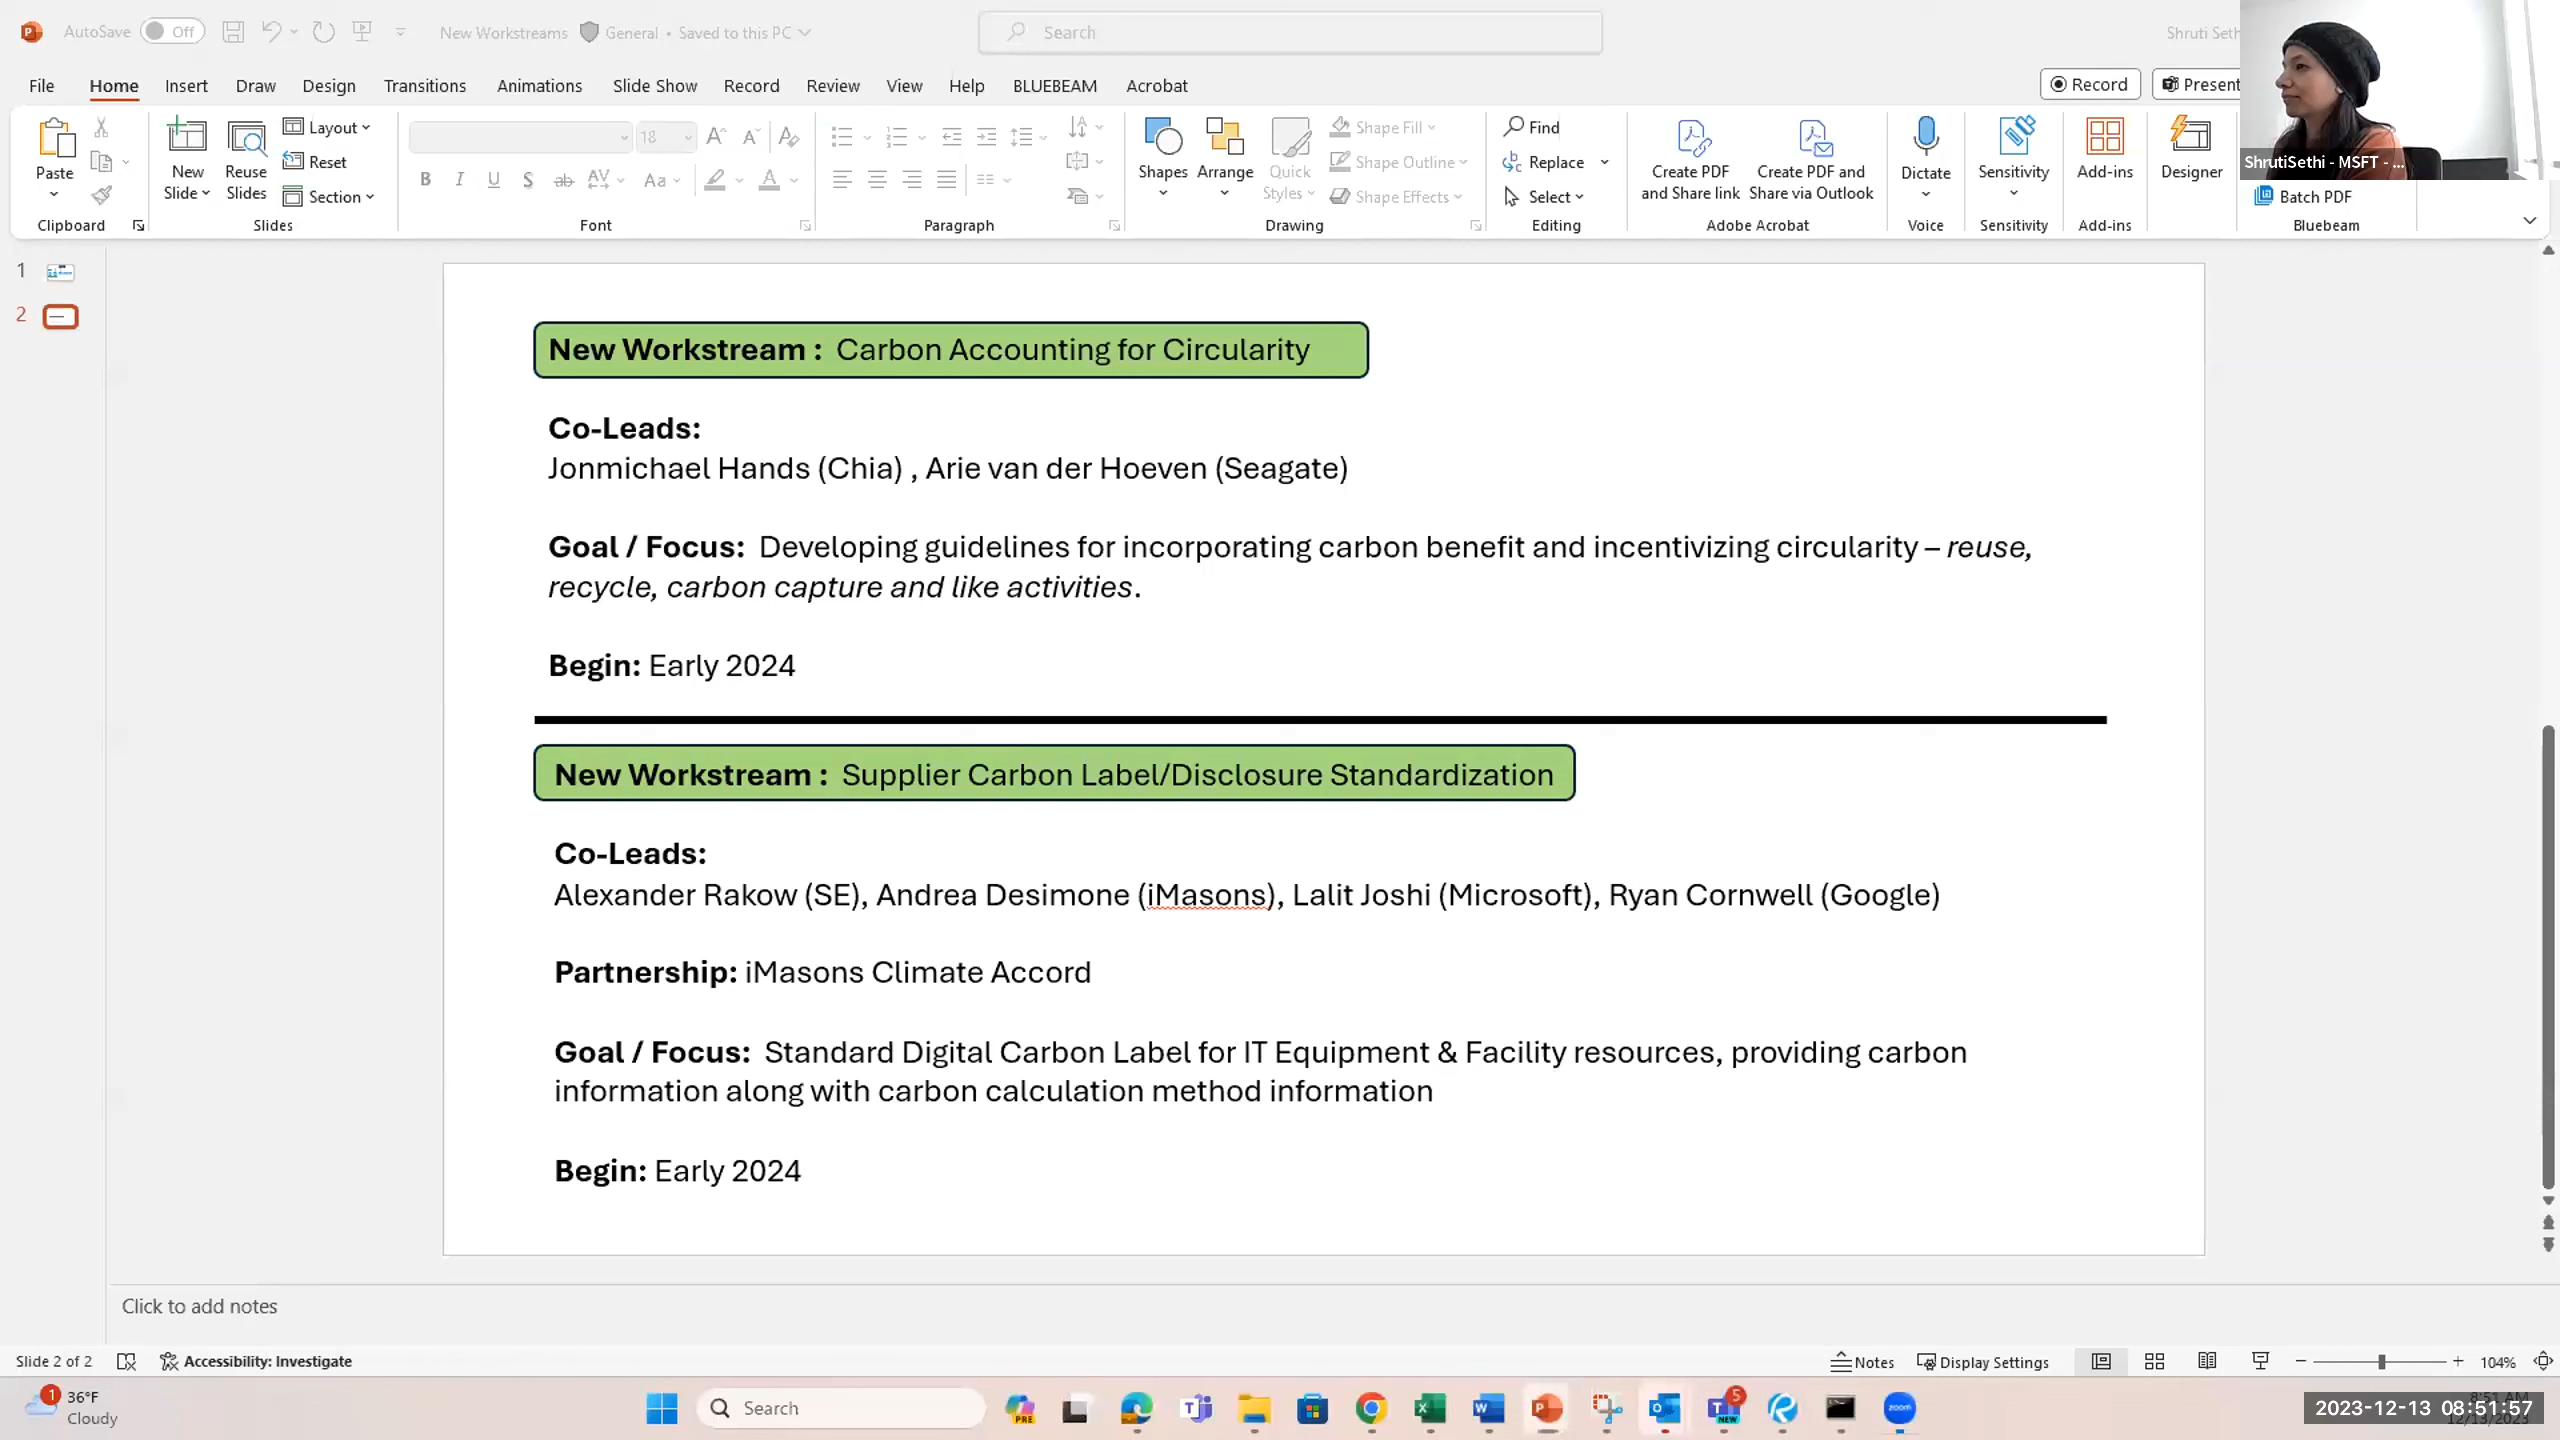 AutoSave Off New Workstreams General • Saved to this PC Search
File Home Insert Draw Design Transitions Animations Slide Show Record Review View Help BLUEBEAM Acrobat Record Present
ShrutiSethi - MSFT - ...
Paste
New Slide
Reuse Slides
Layout
Reset
Section
18
Shapes Arrange Quick Styles
Shape Fill
Shape Outline
Shape Effects
Find
Replace
Select
Create PDF and Share link
Create PDF and Share via Outlook
Dictate
Sensitivity
Add-ins
Designer
Batch PDF
Clipboard Slides Font Paragraph Drawing Editing Adobe Acrobat Voice Sensitivity Add-ins Bluebeam
1
2
New Workstream : Carbon Accounting for Circularity
Co-Leads:
Jonmichael Hands (Chia) , Arie van der Hoeven (Seagate)
Goal / Focus: Developing guidelines for incorporating carbon benefit and incentivizing circularity – reuse,
recycle, carbon capture and like activities.
Begin: Early 2024
New Workstream : Supplier Carbon Label/Disclosure Standardization
Co-Leads:
Alexander Rakow (SE), Andrea Desimone (iMasons), Lalit Joshi (Microsoft), Ryan Cornwell (Google)
Partnership: iMasons Climate Accord
Goal / Focus: Standard Digital Carbon Label for IT Equipment & Facility resources, providing carbon
information along with carbon calculation method information
Begin: Early 2024
Click to add notes
Slide 2 of 2 Accessibility: Investigate Notes Display Settings 104%
1 36°F
Cloudy
Search
PRE
5
NEW
zoom
2023-12-13 08:51:57